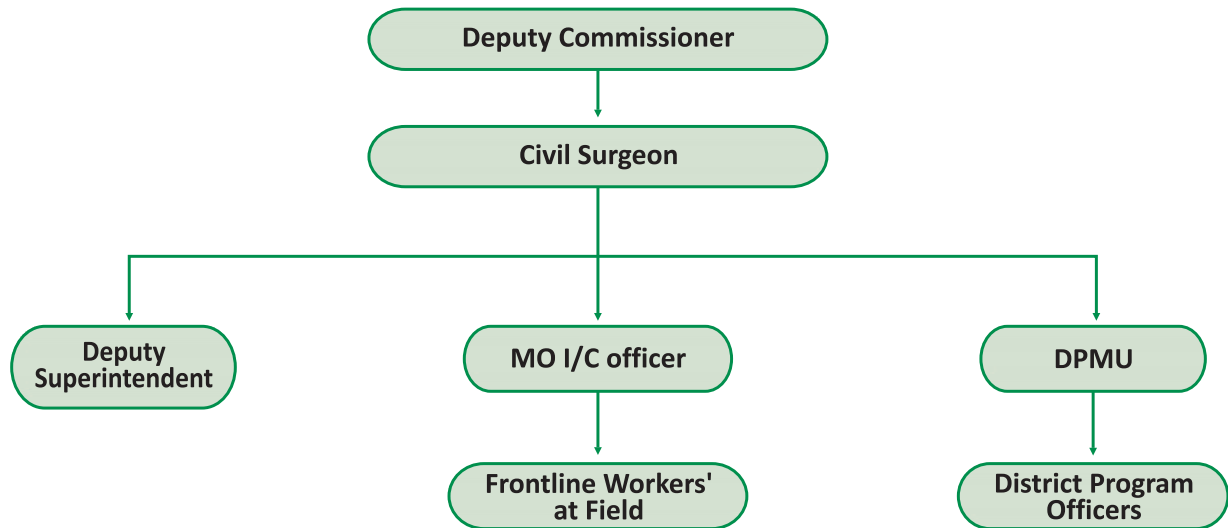 Deputy Commissioner
Civil Surgeon
Deputy
Superintendent
MO I/C officer
DPMU
Frontline Workers'
at Field
District Program
Officers